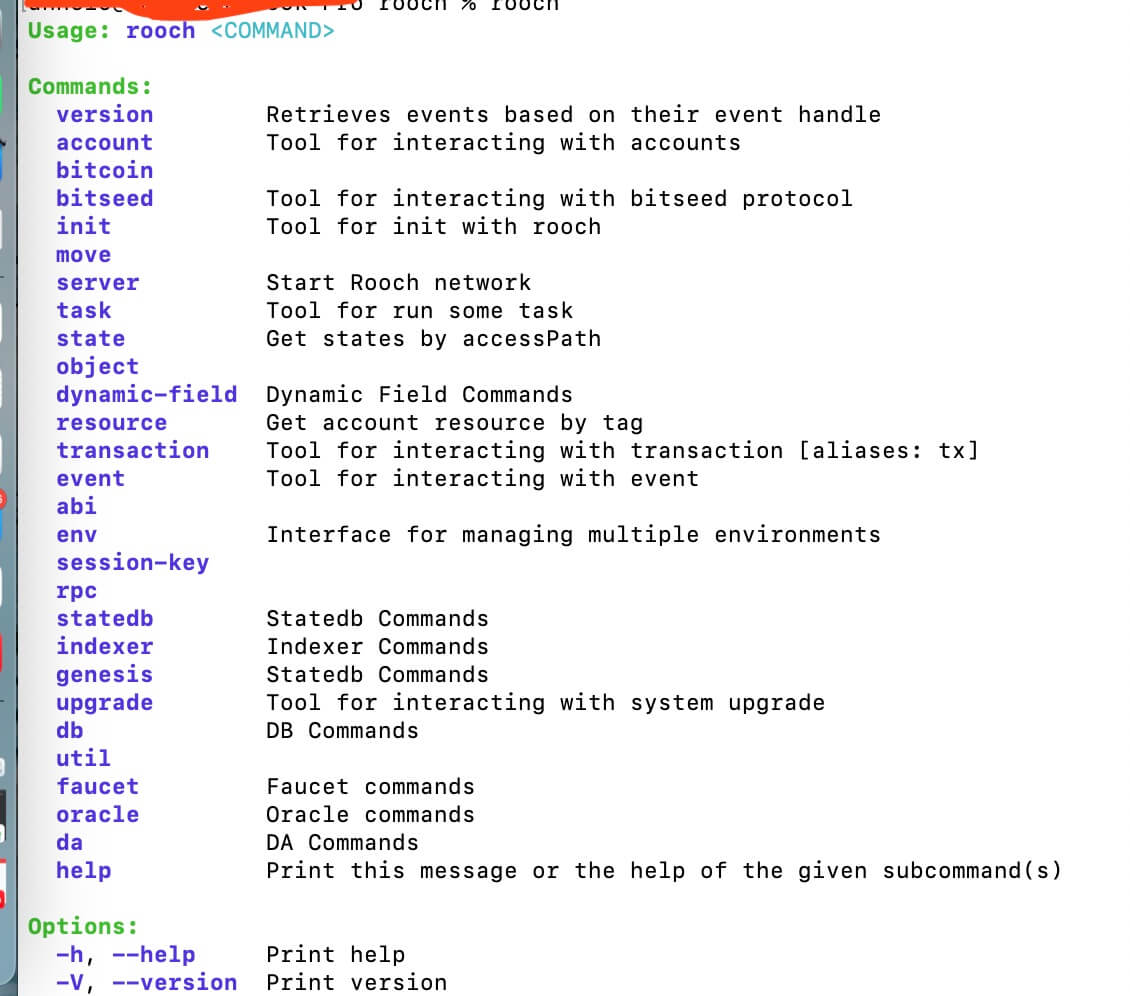 rooch % rooch
Usage: rooch <COMMAND>
Commands:
version Retrieves events based on their event handle
account Tool for interacting with accounts
bitcoin
bitseed Tool for interacting with bitseed protocol
init Tool for init with rooch
move
server Start Rooch network
task Tool for run some task
state Get states by accessPath
object
dynamic-field Dynamic Field Commands
resource Get account resource by tag
transaction Tool for interacting with transaction [aliases: tx]
event Tool for interacting with event
abi
env Interface for managing multiple environments
session-key
rpc
statedb Statedb Commands
indexer Indexer Commands
genesis Statedb Commands
upgrade Tool for interacting with system upgrade
db DB Commands
util
faucet Faucet commands
oracle Oracle commands
da DA Commands
help Print this message or the help of the given subcommand(s)
Options:
-h, --help Print help
-V, --version Print version